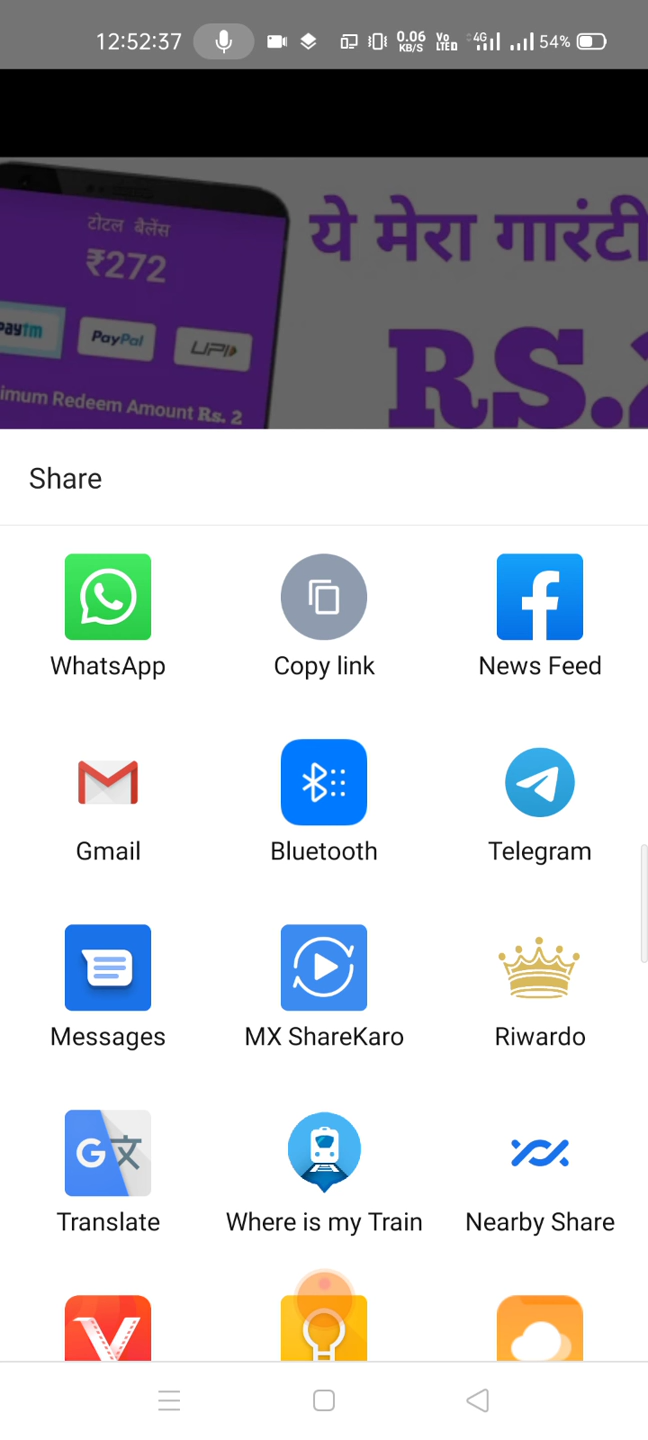 12:52:37
0.06 KB/S
Vo LTE
4G
54%
टोटल बैलेंस
₹272
ये मेरा गारंटी
paytm
PayPal
UPI
RS.
imum Redeem Amount Rs. 2
Share
WhatsApp
Copy link
News Feed
Gmail
Bluetooth
Telegram
Messages
MX ShareKaro
Riwardo
G
文
Translate
Where is my Train
Nearby Share